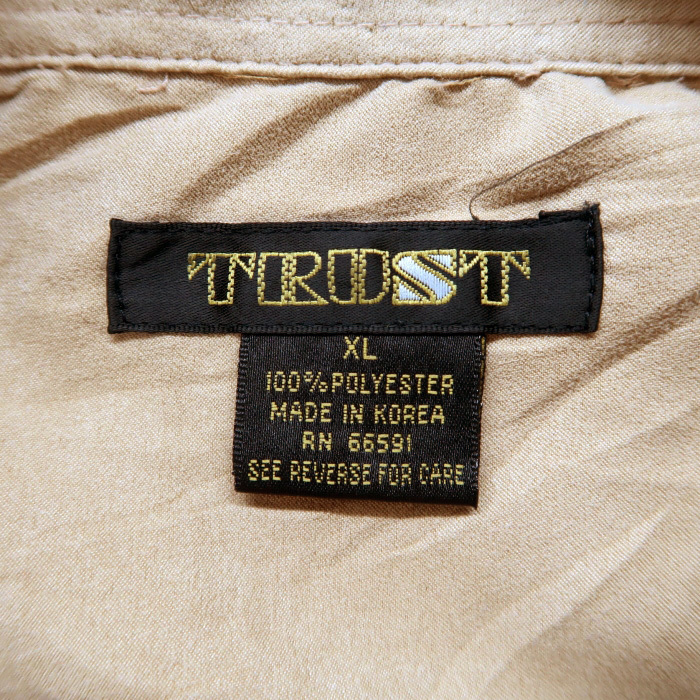 TRUST
XL
100% POLYESTER
MADE IN KOREA
RN 66591
SEE REVERSE FOR CARE